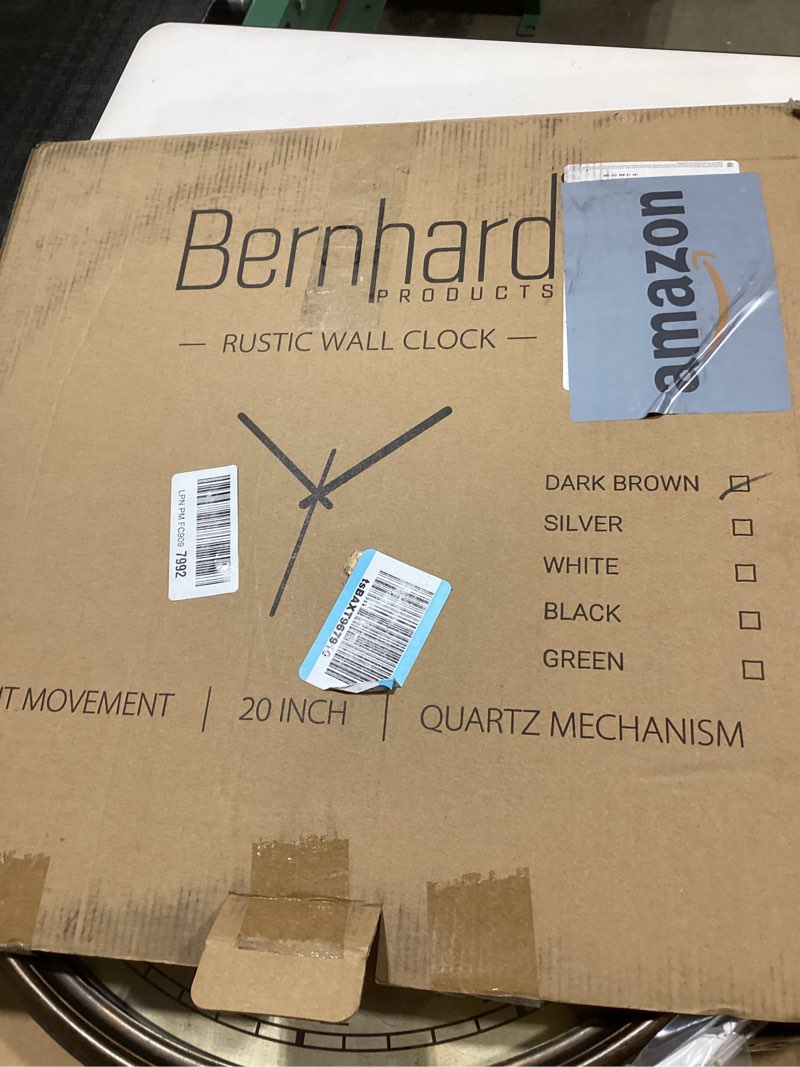 Bernhard
PRODUCTS
— RUSTIC WALL CLOCK —
amazon
LPN PM FC909 7992
DARK BROWN
SILVER
WHITE
BLACK
GREEN
MOVEMENT | 20 INCH | QUARTZ MECHANISM